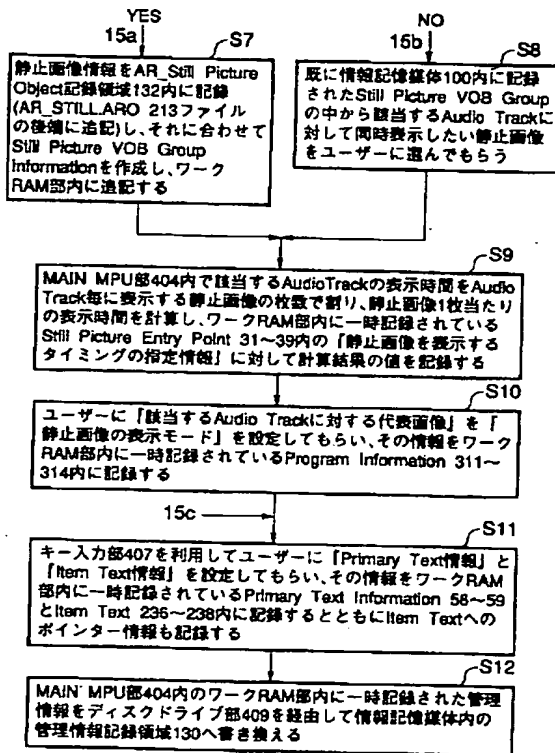 YES
15a
S7
静止画像情報をAR_Still Picture
Object記録領域132内に記録
(AR_STILL.ARO 213ファイル
の後端に追記)し、それに合わせて
Still Picture VOB Group
Informationを作成し、ワーク
RAM部内に追記する
NO
15b
S8
既に情報記憶媒体100内に記録
されたStill Picture VOB Group
の中から該当するAudio Trackに
対して同時表示したい静止画像
をユーザーに選んでもらう
S9
MAIN MPU部404内で該当するAudioTrackの表示時間をAudio
Track毎に表示する静止画像の枚数で割り、静止画像1枚当たり
の表示時間を計算し、ワークRAM部内に一時記録されている
Still Picture Entry Point 31～39内の『静止画像を表示する
タイミングの指定情報』に対して計算結果の値を記録する
S10
ユーザーに『該当するAudio Trackに対する代表画像』を『
静止画像の表示モード』を設定してもらい、その情報をワーク
RAM部内に一時記録されているProgram Information 311～
314内に記録する
15c
S11
キー入力部407を利用してユーザーに『Primary Text情報』と
『Item Text情報』を設定してもらい、その情報をワークRAM
部内に一時記録されているPrimary Text Information 58～59
とItem Text 236～238内に記録するとともにItem Textへの
ポインター情報も記録する
S12
MAIN MPU部404内のワークRAM部内に一時記録された管理
情報をディスクドライブ部409を経由して情報記憶媒体内の
管理情報記録領域130へ書き換える